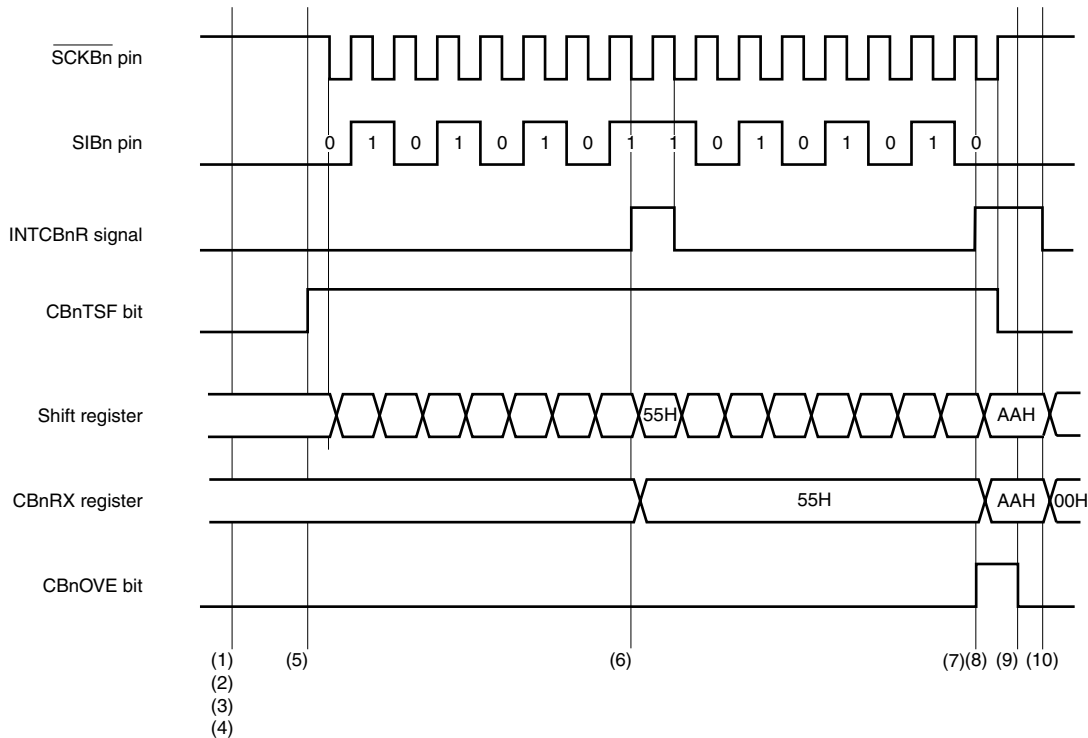 SCKBn pin
SIBn pin
0 1 0 1 0 1 0 1 1 0 1 0 1 0 1 0
INTCBnR signal
CBnTSF bit
Shift register
55H
AAH
CBnRX register
55H
AAH
00H
CBnOVE bit
(1)
(2)
(3)
(4)
(5)
(6)
(7)
(8)
(9)
(10)